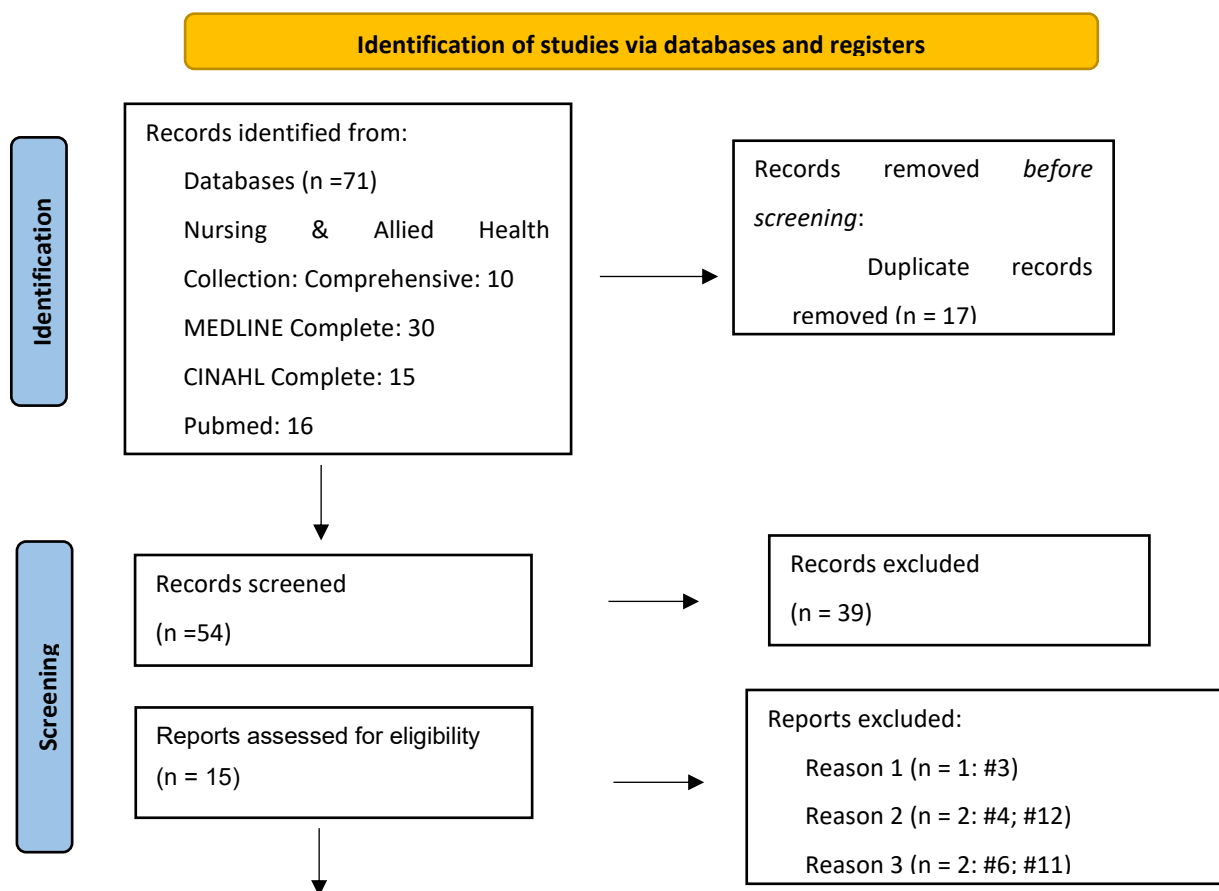 Identification of studies via databases and registers
Identification
Records identified from:
Databases (n =71)
Nursing & Allied Health
Collection: Comprehensive: 10
MEDLINE Complete: 30
CINAHL Complete: 15
Pubmed: 16
Records removed before
screening:
Duplicate records
removed (n = 17)
Screening
Records screened
(n =54)
Records excluded
(n = 39)
Reports assessed for eligibility
(n = 15)
Reports excluded:
Reason 1 (n = 1: #3)
Reason 2 (n = 2: #4; #12)
Reason 3 (n = 2: #6; #11)